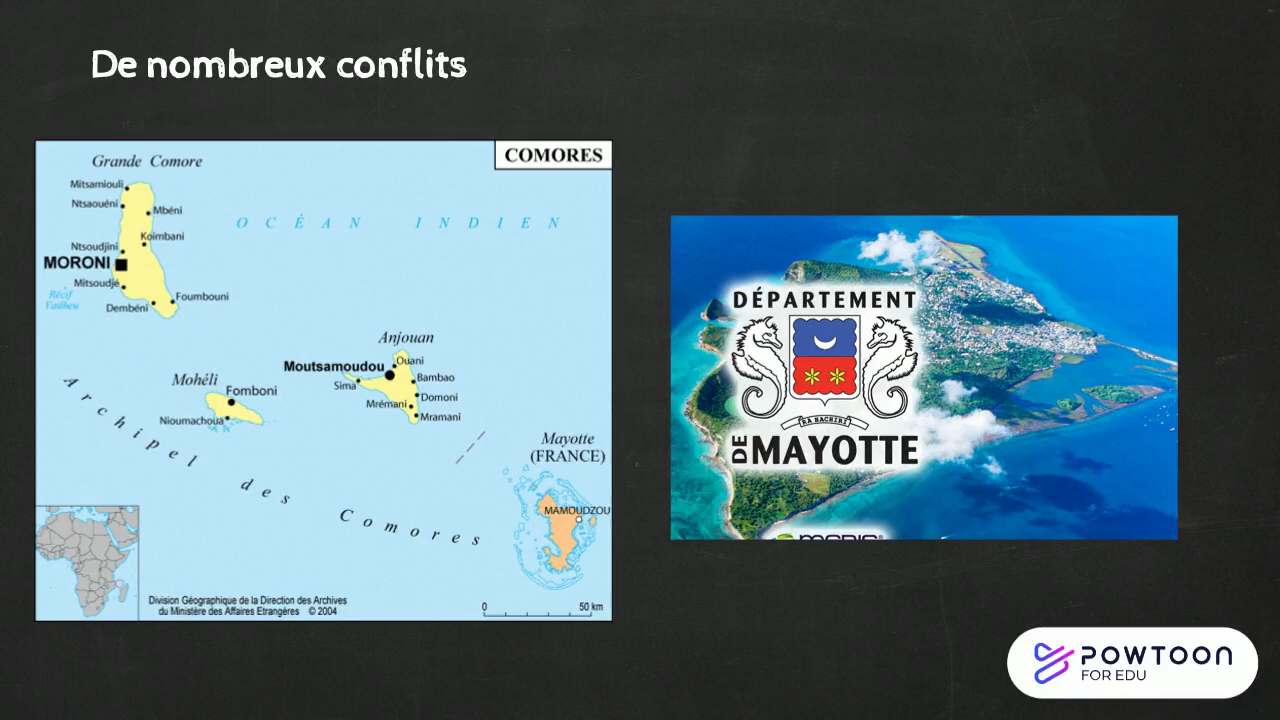 De nombreux conflits
COMORES
Grande Comore
Mitsamiouli
Ntsaouéni
Mbéni
Koimbani
Ntsoudjini
MORONI
Mitsoudjé
Récif
Vailheu
Foumbouni
Dembéni
OCÉAN INDIEN
Anjouan
Ouani
Moutsamoudou
Bambao
Sima
Domoni
Mrémani
Mramani
Mohéli
Fomboni
Nioumachoua
Archipel des Comores
Mayotte
(FRANCE)
MAMOUDZOU
Division Géographique de la Direction des Archives
du Ministère des Affaires Etrangères © 2004
0 50 km
DÉPARTEMENT
RA HACHIRI
DE MAYOTTE
POWTOON
FOR EDU